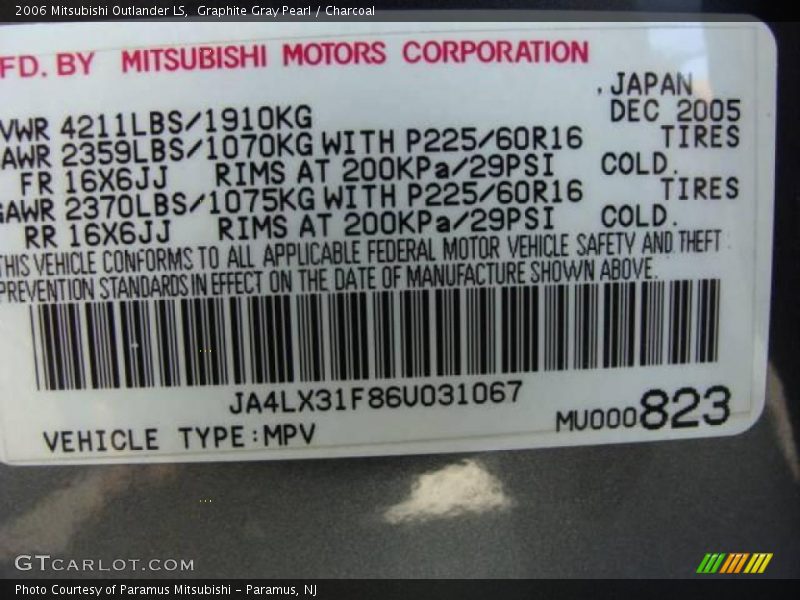 2006 Mitsubishi Outlander LS, Graphite Gray Pearl / Charcoal
FD. BY MITSUBISHI MOTORS CORPORATION
, JAPAN
VWR 4211LBS/1910KG DEC 2005
AWR 2359LBS/1070KG WITH P225/60R16 TIRES
FR 16X6JJ RIMS AT 200KPa/29PSI COLD.
GAWR 2370LBS/1075KG WITH P225/60R16 TIRES
RR 16X6JJ RIMS AT 200KPa/29PSI COLD.
THIS VEHICLE CONFORMS TO ALL APPLICABLE FEDERAL MOTOR VEHICLE SAFETY AND THEFT
PREVENTION STANDARDS IN EFFECT ON THE DATE OF MANUFACTURE SHOWN ABOVE.
JA4LX31F86U031067
VEHICLE TYPE:MPV MU000823
GTCARLOT.COM
Photo Courtesy of Paramus Mitsubishi - Paramus, NJ